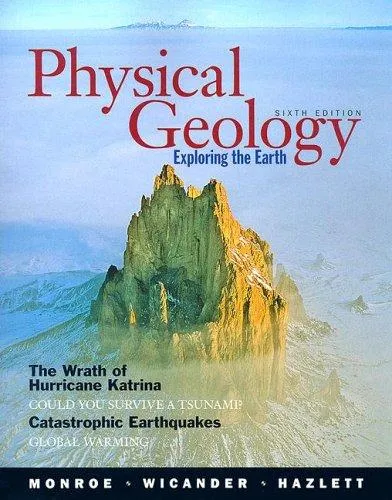 Physical
SIXTH EDITION
Geology
Exploring the Earth
The Wrath of
Hurricane Katrina
COULD YOU SURVIVE A TSUNAMI?
Catastrophic Earthquakes
GLOBAL WARMING
MONROE • WICANDER • HAZLETT